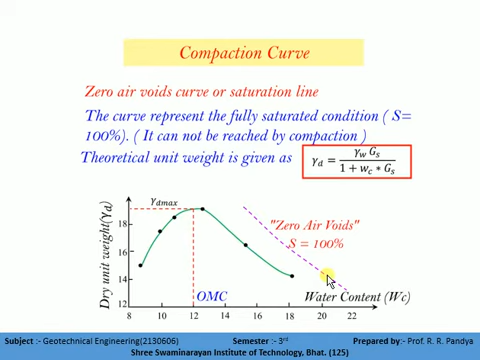 Compaction Curve
Zero air voids curve or saturation line
The curve represent the fully saturated condition ( S=
100%). ( It can not be reached by compaction )
Theoretical unit weight is given as
γd = γw Gs / 1 + wc * Gs
γdmax
"Zero Air Voids"
S = 100%
Dry unit weight(γd)
18
16
14
12
OMC
Water Content (Wc)
8 10 12 14 16 18 20 22
Subject :- Geotechnical Engineering(2130606) Semester :- 3rd Prepared by:- Prof. R. R. Pandya
Shree Swaminarayan Institute of Technology, Bhat. (125)